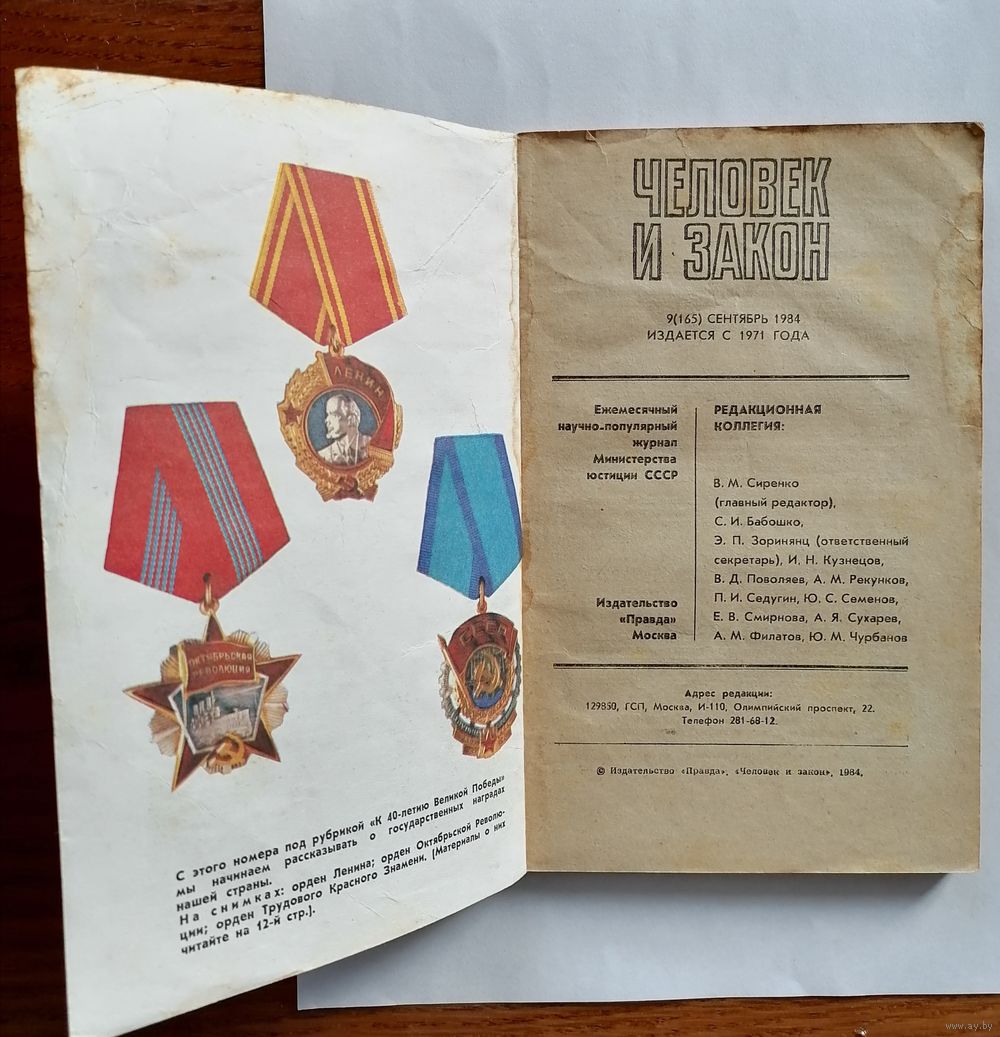 ЛЕНИН
ОКТЯБРЬСКАЯ
РЕВОЛЮЦИЯ
СССР
С этого номера под рубрикой «К 40-летию Великой Победы»
мы начинаем рассказывать о государственных наградах
нашей страны.
На снимках: орден Ленина; орден Октябрьской Револю-
ции; орден Трудового Красного Знамени. (Материалы о них
читайте на 12-й стр.).
ЧЕЛОВЕК
И ЗАКОН
9(165) СЕНТЯБРЬ 1984
ИЗДАЕТСЯ С 1971 ГОДА
Ежемесячный
научно-популярный
журнал
Министерства
юстиции СССР
Издательство
«Правда»
Москва
РЕДАКЦИОННАЯ
КОЛЛЕГИЯ:
В. М. Сиренко
(главный редактор),
С. И. Бабошко,
Э. П. Зоринянц (ответственный
секретарь), И. Н. Кузнецов,
В. Д. Поволяев, А. М. Рекунков,
П. И. Седугин, Ю. С. Семенов,
Е. В. Смирнова, А. Я. Сухарев,
А. М. Филатов, Ю. М. Чурбанов
Адрес редакции:
129850, ГСП, Москва, И-110, Олимпийский проспект, 22.
Телефон 281-68-12.
© Издательство «Правда», «Человек и закон», 1984,
www.ay.by